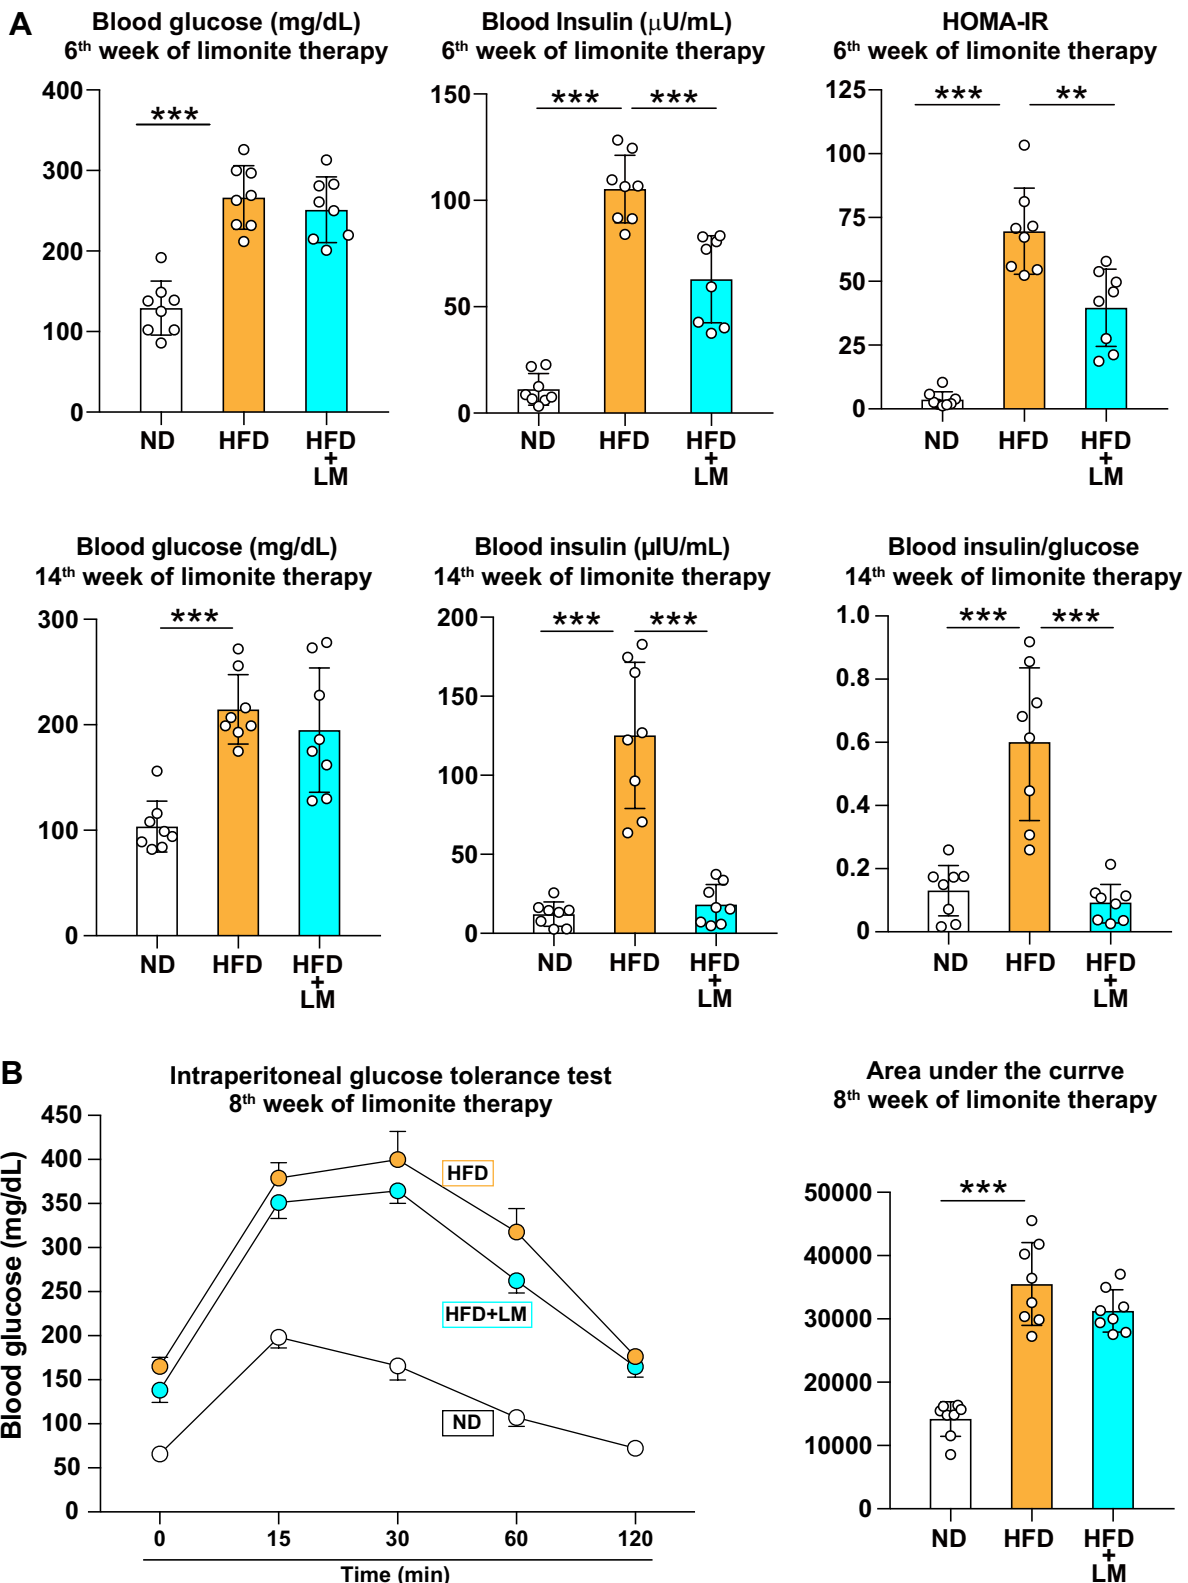 A
Blood glucose (mg/dL)
6th week of limonite therapy
400
300
200
100
0
***
ND
HFD
HFD
+
LM
Blood Insulin (μU/mL)
6th week of limonite therapy
150
100
50
0
***
***
ND
HFD
HFD
+
LM
HOMA-IR
6th week of limonite therapy
125
100
75
50
25
0
***
**
ND
HFD
HFD
+
LM
Blood glucose (mg/dL)
14th week of limonite therapy
300
200
100
0
***
ND
HFD
HFD
+
LM
Blood insulin (µIU/mL)
14th week of limonite therapy
200
150
100
50
0
***
***
ND
HFD
HFD
+
LM
Blood insulin/glucose
14th week of limonite therapy
1.0
0.8
0.6
0.4
0.2
0
***
***
ND
HFD
HFD
+
LM
B
Intraperitoneal glucose tolerance test
8th week of limonite therapy
Blood glucose (mg/dL)
450
400
350
300
250
200
150
100
50
0
HFD
HFD+LM
ND
0
15
30
60
120
Time (min)
Area under the currve
8th week of limonite therapy
50000
40000
30000
20000
10000
0
***
ND
HFD
HFD
+
LM